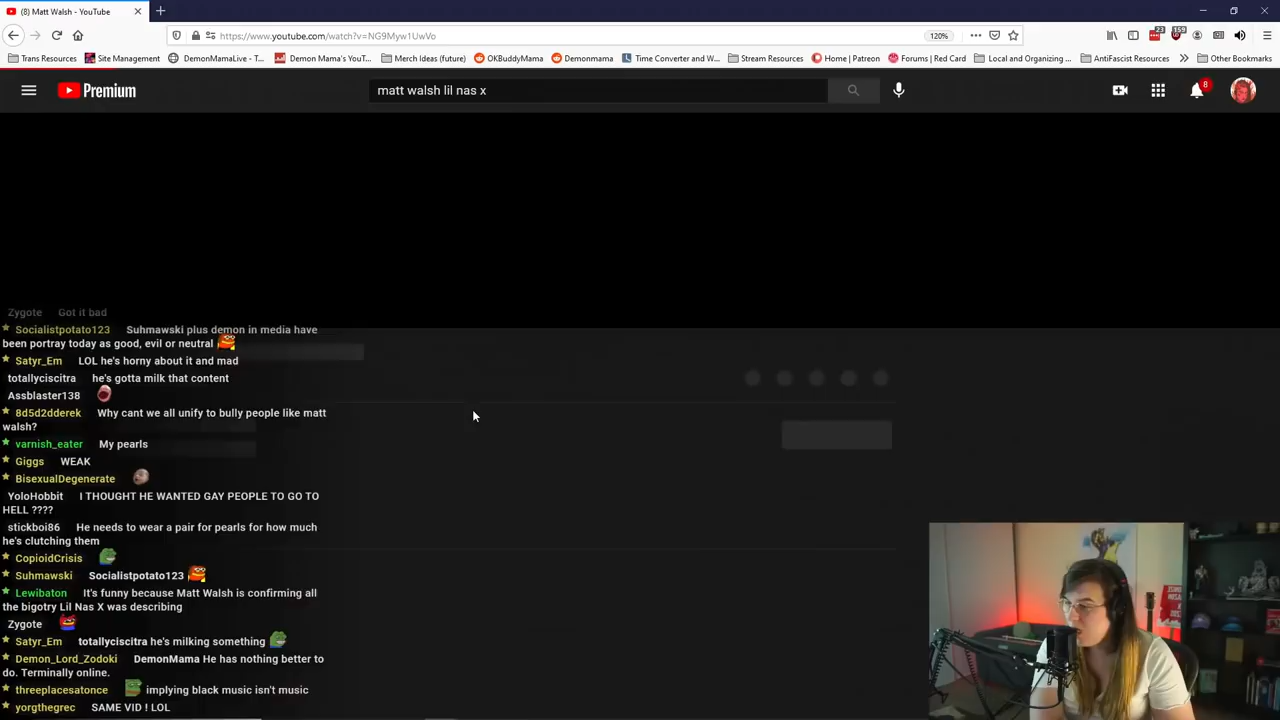 (8) Matt Walsh - YouTube
https://www.youtube.com/watch?v=NG9Myw1UwVo
120%
23
159
Trans Resources
Site Management
DemonMamaLive - T...
Demon Mama's YouT...
Merch Ideas (future)
OKBuddyMama
Demonmama
Time Converter and W...
Stream Resources
Home | Patreon
Forums | Red Card
Local and Organizing ...
AntiFascist Resources
Other Bookmarks
Premium
matt walsh lil nas x
8
Zygote Got it bad
Socialistpotato123 Suhmawski plus demon in media have
been portray today as good, evil or neutral
Satyr_Em LOL he's horny about it and mad
totallyciscitra he's gotta milk that content
Assblaster138
8d5d2dderek Why cant we all unify to bully people like matt
walsh?
varnish_eater My pearls
Giggs WEAK
BisexualDegenerate
YoloHobbit I THOUGHT HE WANTED GAY PEOPLE TO GO TO
HELL ????
stickboi86 He needs to wear a pair for pearls for how much
he's clutching them
CopioidCrisis
Suhmawski Socialistpotato123
Lewibaton It's funny because Matt Walsh is confirming all
the bigotry Lil Nas X was describing
Zygote
Satyr_Em totallyciscitra he's milking something
Demon_Lord_Zodoki DemonMama He has nothing better to
do. Terminally online.
threeplacesatonce implying black music isn't music
yorgthegrec SAME VID ! LOL